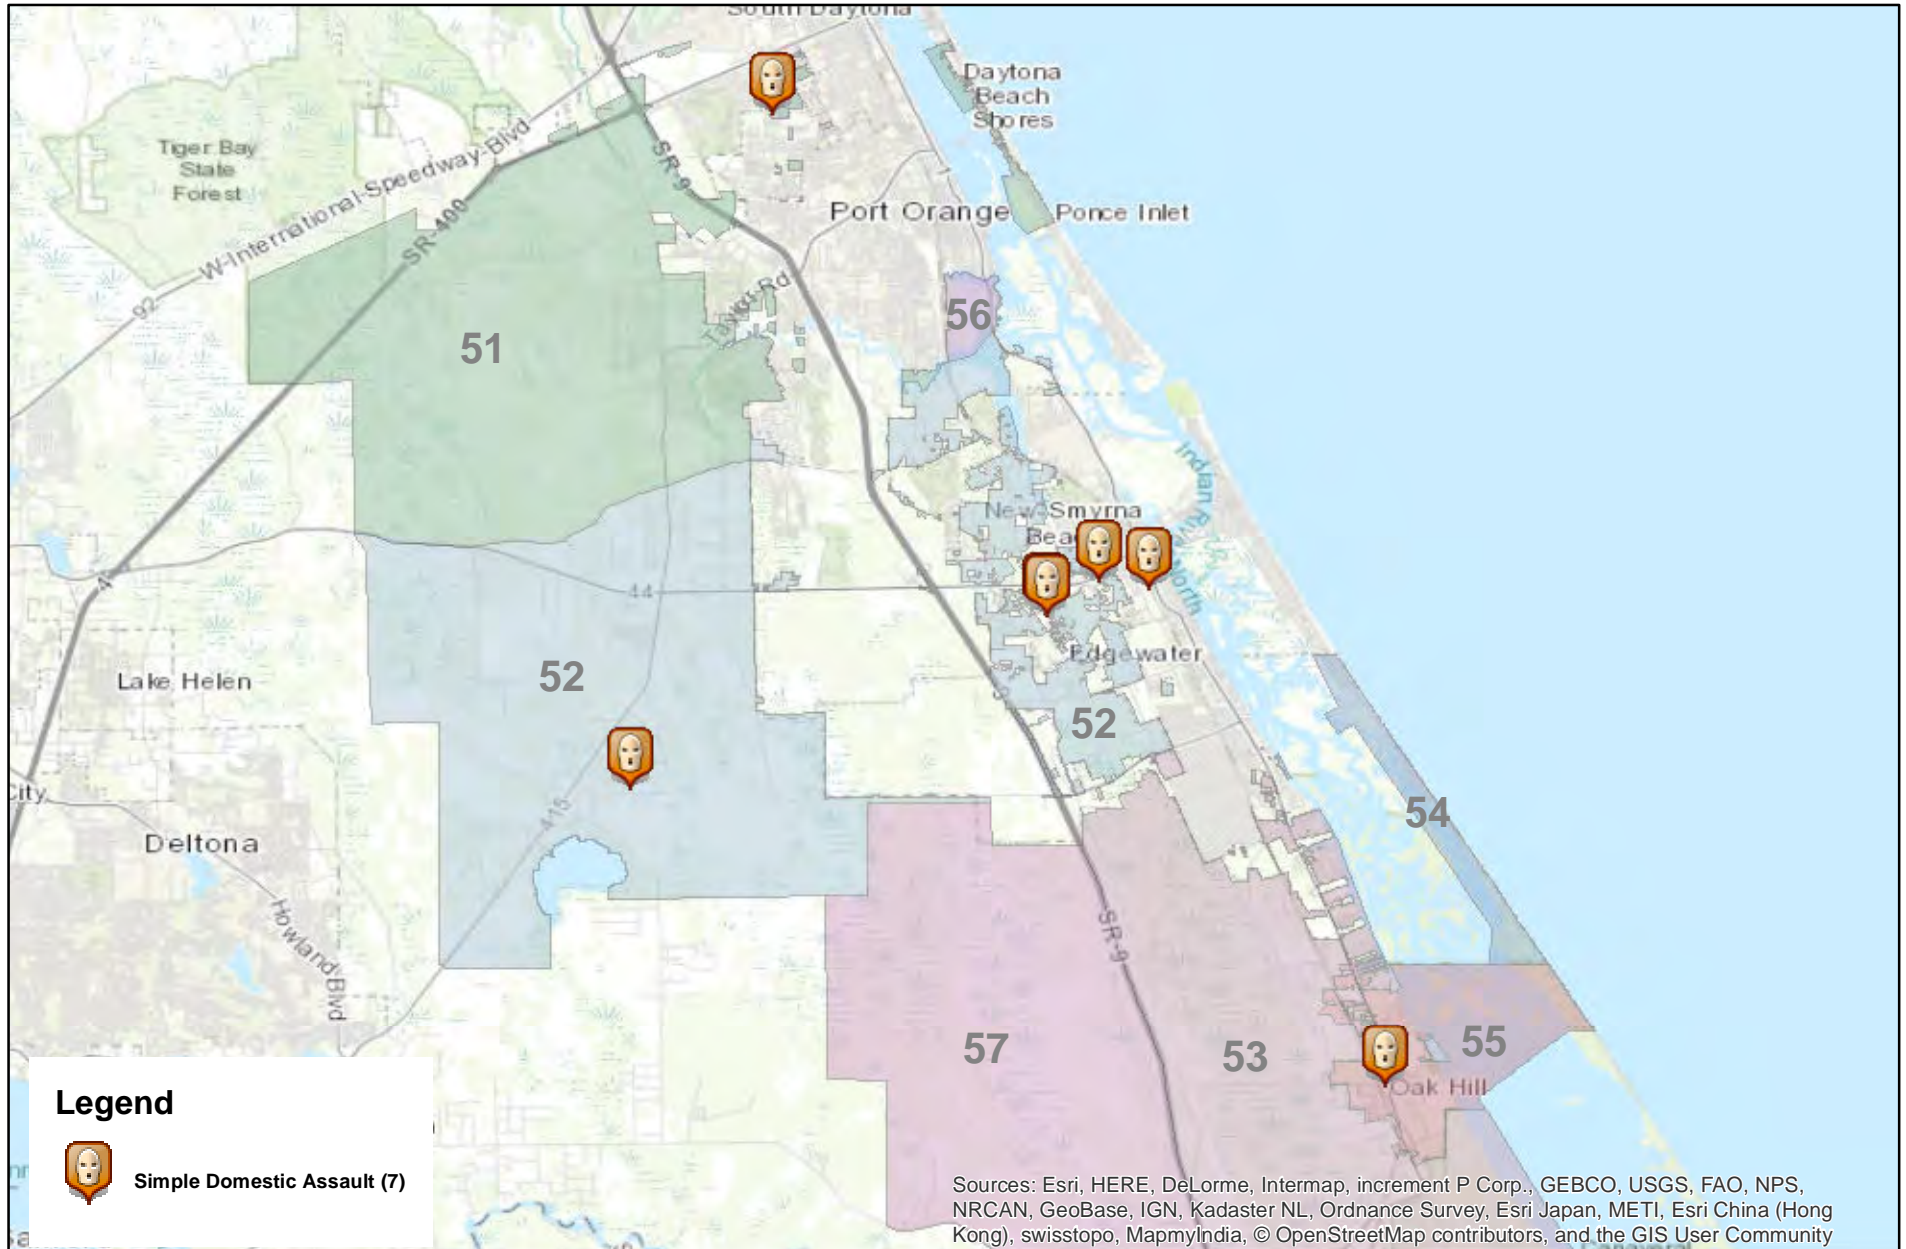 South Daytona
Daytona
Beach
Shores
Tiger Bay
State
Forest
W-International-Speedway-Blvd
SR-9
SR-400
Port Orange
Ponce Inlet
92
Taylor Rd
56
51
Indian River
North
New Smyrna
Bea
4
44
52
Edgewater
Lake Helen
52
54
City
415
Deltona
Howland Blvd
SR-9
57
53
55
Oak Hill
Legend
Simple Domestic Assault (7)
Sources: Esri, HERE, DeLorme, Intermap, increment P Corp., GEBCO, USGS, FAO, NPS,
NRCAN, GeoBase, IGN, Kadaster NL, Ordnance Survey, Esri Japan, METI, Esri China (Hong
Kong), swisstopo, MapmyIndia, © OpenStreetMap contributors, and the GIS User Community
Canaveral